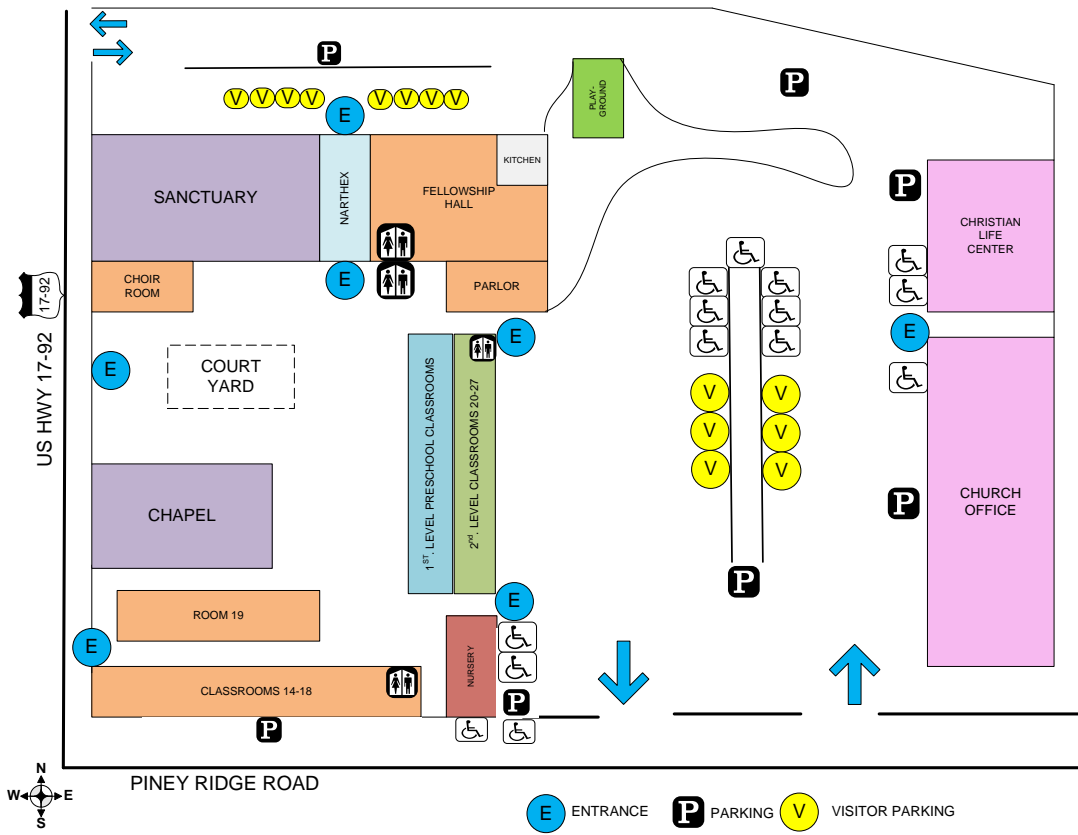 P
V V V V V V V V
E
PLAY-
GROUND
P
SANCTUARY
NARTHEX
FELLOWSHIP
HALL
KITCHEN
P
CHRISTIAN
LIFE
CENTER
CHOIR
ROOM
E
PARLOR
17-92
US HWY 17-92
E
COURT
YARD
E
E
1ST. LEVEL PRESCHOOL CLASSROOMS
2nd. LEVEL CLASSROOMS 20-27
V V
V V
V V
CHAPEL
P
CHURCH
OFFICE
P
ROOM 19
E
E
NURSERY
CLASSROOMS 14-18
P
P
PINEY RIDGE ROAD
N
W E
S
E ENTRANCE
P PARKING
V VISITOR PARKING